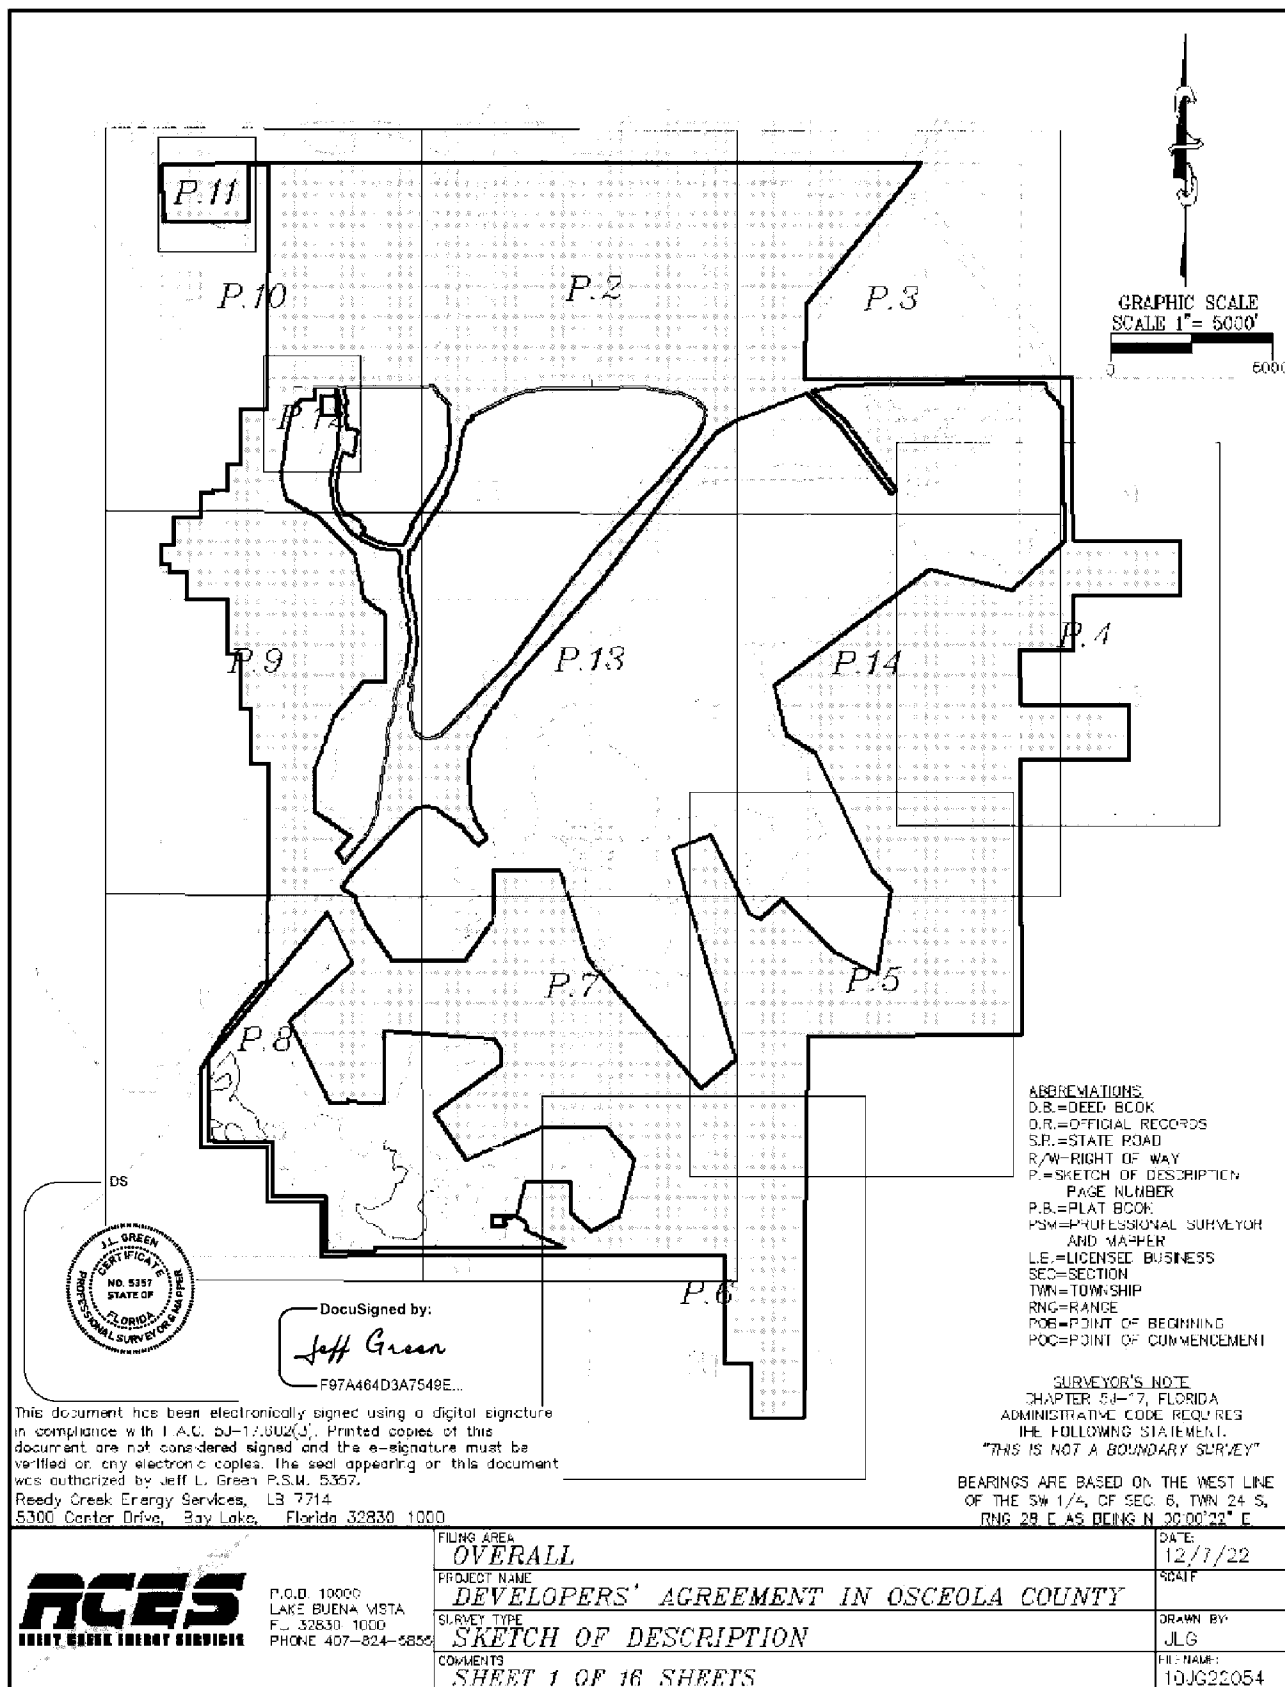 P.11
P.10
P.2
P.3
GRAPHIC SCALE
SCALE 1"= 5000'
0
P.12
P.9
P.13
P.14
P.4
P.7
P.5
P.8
P.6
ABBREVIATIONS
D.B.=DEED BOOK
O.R.=OFFICIAL RECORDS
S.R.=STATE ROAD
R/W=RIGHT OF WAY
P.=SKETCH OF DESCRIPTION
PAGE NUMBER
P.B.=PLAT BOOK
PSM=PROFESSIONAL SURVEYOR
AND MAPPER
L.B.=LICENSED BUSINESS
SEC=SECTION
TWN=TOWNSHIP
RNG=RANGE
POB=POINT OF BEGINNING
POC=POINT OF COMMENCEMENT
SURVEYOR'S NOTE
CHAPTER 5J-17, FLORIDA
ADMINISTRATIVE CODE REQUIRES
THE FOLLOWING STATEMENT.
"THIS IS NOT A BOUNDARY SURVEY"
BEARINGS ARE BASED ON THE WEST LINE
OF THE SW 1/4, OF SEC. 6, TWN 24 S,
RNG 28 E AS BEING N 00°00'22" E
DS
J.L. GREEN
CERTIFICATE
NO. 5357
STATE OF
FLORIDA
PROFESSIONAL SURVEYOR & MAPPER
DocuSigned by:
Jeff Green
F97A464D3A7549E...
This document has been electronically signed using a digital signature
in compliance with F.A.C. 5J-17.602(3). Printed copies of this
document are not considered signed and the e-signature must be
verified on any electronic copies. The seal appearing on this document
was authorized by Jeff L. Green P.S.M. 5357.
Reedy Creek Energy Services, LB 7714
5300 Center Drive, Bay Lake, Florida 32830 1000
RCES
REEDY CREEK ENERGY SERVICES
P.O.B. 10000
LAKE BUENA VISTA
FL 32830 1000
PHONE 407-824-5855
FILING AREA
OVERALL
PROJECT NAME
DEVELOPERS' AGREEMENT IN OSCEOLA COUNTY
SURVEY TYPE
SKETCH OF DESCRIPTION
COMMENTS
SHEET 1 OF 16 SHEETS
DATE:
12/7/22
SCALE
DRAWN BY:
JLG
FILENAME:
10JG22054